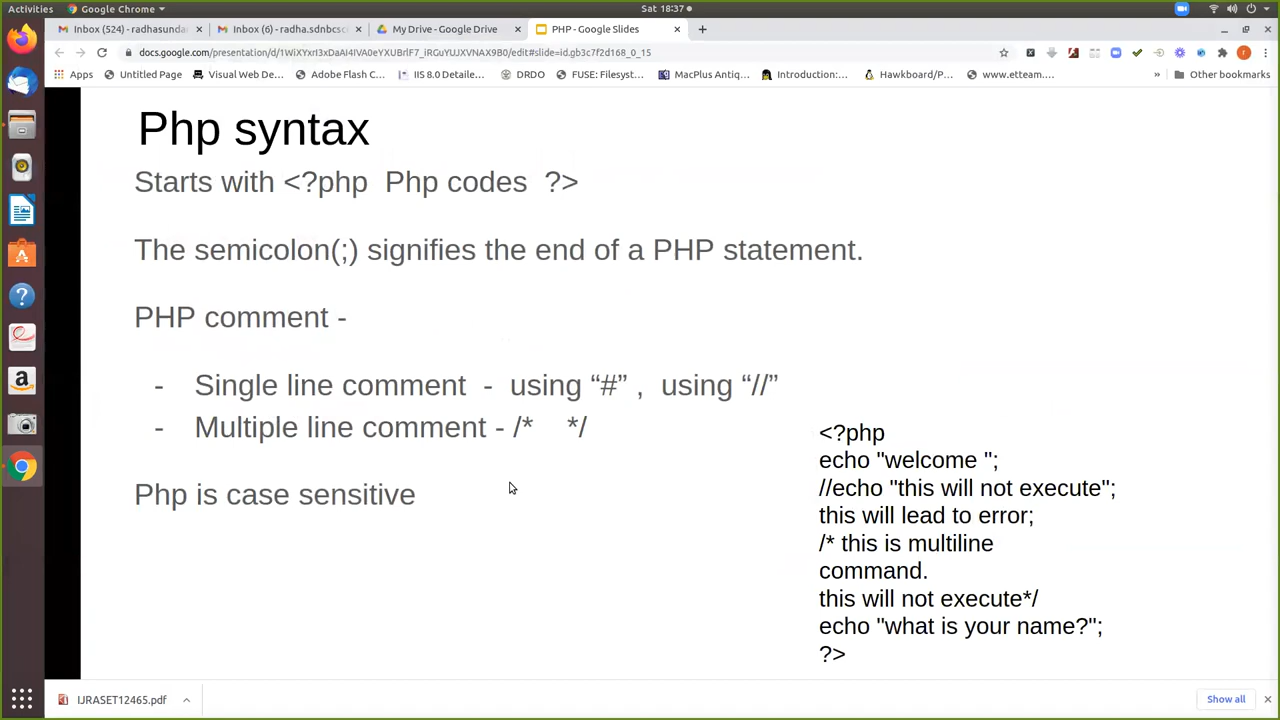 Activities Google Chrome Sat 18:37
Inbox (524) - radhasunda
Inbox (6) - radha.sdnbcsc
My Drive - Google Drive
PHP - Google Slides
docs.google.com/presentation/d/1WiXYxrI3xDaAI4IVA0eYXUBrlF7_iRGuYUJXVNAX9B0/edit#slide=id.gb3c7f2d168_0_15
Apps Untitled Page Visual Web De... Adobe Flash C... IIS 8.0 Detaile... DRDO FUSE: Filesyst... MacPlus Antiq... Introduction:... Hawkboard/P... www.etteam.... » Other bookmarks
Php syntax
Starts with <?php Php codes ?>
The semicolon(;) signifies the end of a PHP statement.
PHP comment -
- Single line comment - using “#” , using “//”
- Multiple line comment - /* */
Php is case sensitive
<?php
echo "welcome ";
//echo "this will not execute";
this will lead to error;
/* this is multiline
command.
this will not execute*/
echo "what is your name?";
?>
IJRASET12465.pdf
Show all